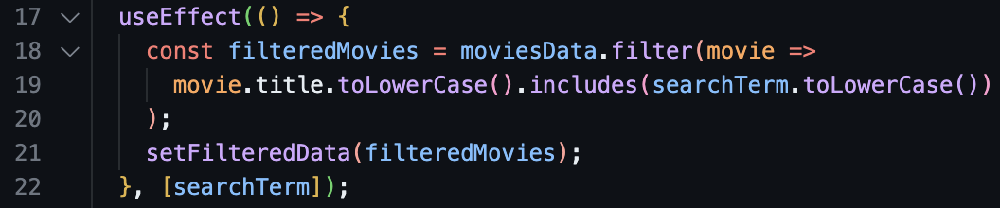 17 useEffect(() => {
18 const filteredMovies = moviesData.filter(movie =>
19 movie.title.toLowerCase().includes(searchTerm.toLowerCase())
20 );
21 setFilteredData(filteredMovies);
22 }, [searchTerm]);